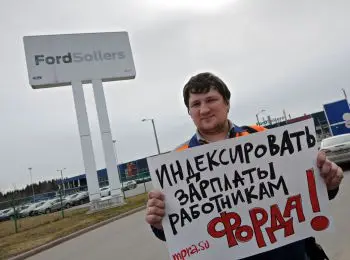 FordSollers
ИНДЕКСИРОВАТЬ
ЗАРПЛАТЫ
РАБОТНИКАМ
ФОРДА!
mpra.su